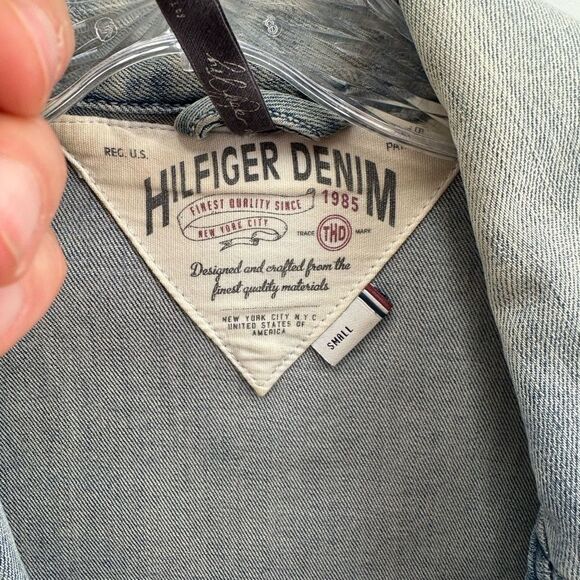 REG. U.S.
HILFIGER DENIM
FINEST QUALITY SINCE 1985
NEW YORK CITY
TRADE THD MARK
Designed and crafted from the
finest quality materials
NEW YORK CITY N.Y.C
UNITED STATES OF
AMERICA
SMALL